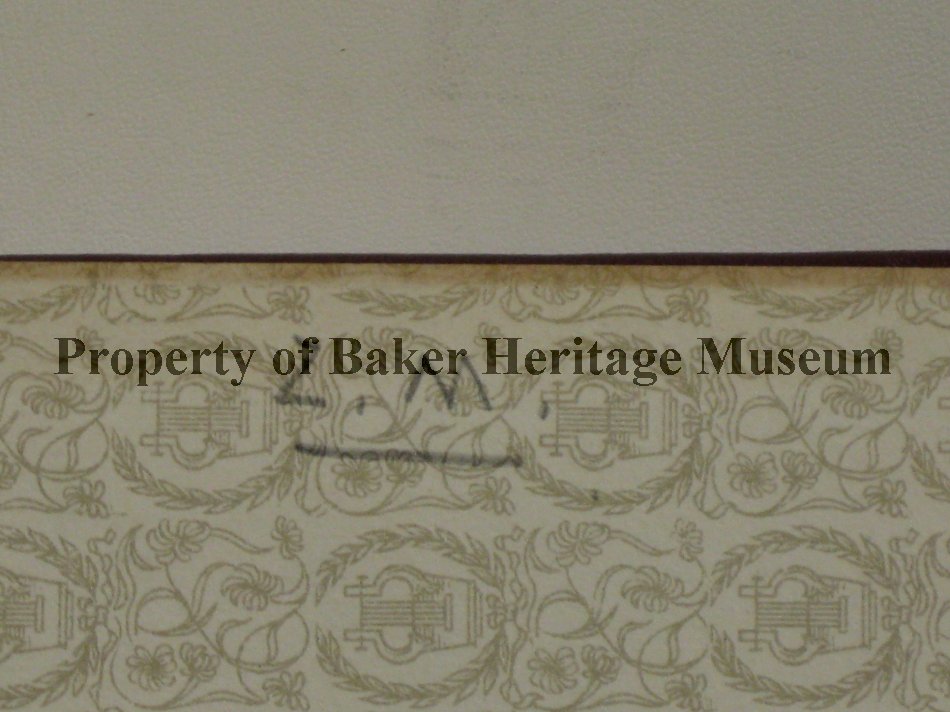 Property of Baker Heritage Museum
L. M.